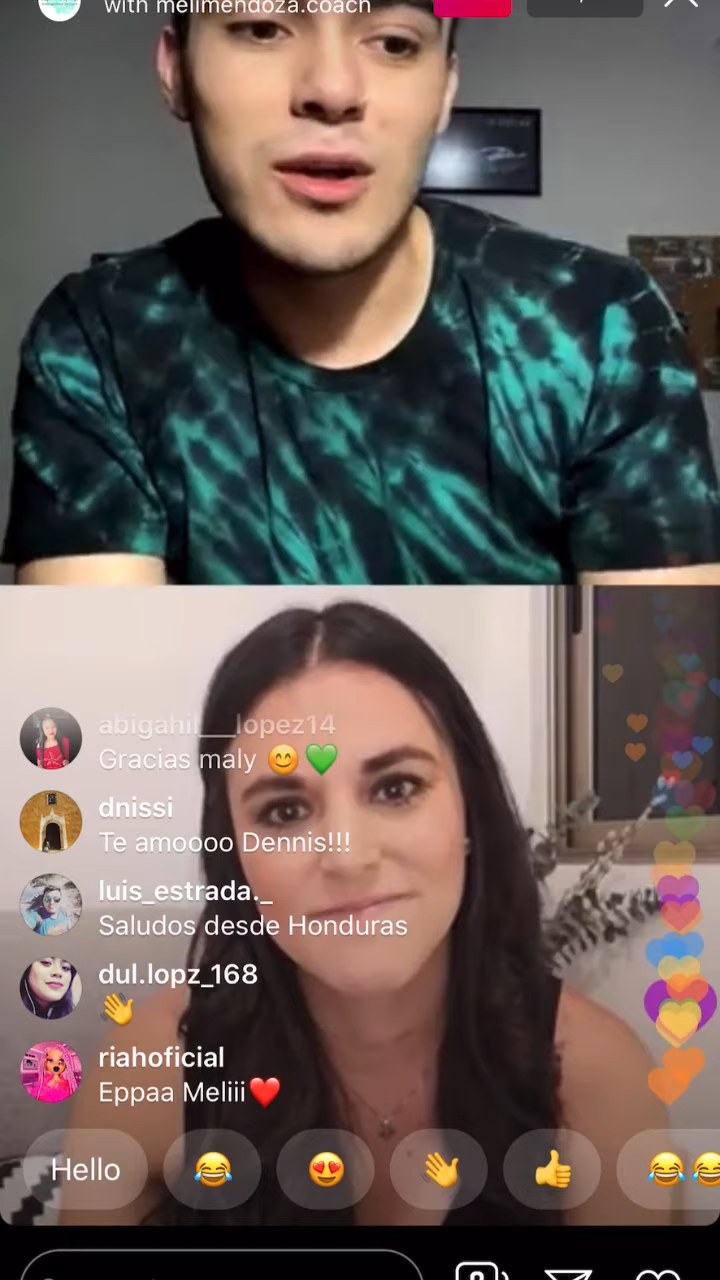 with melimendoza.coach
abigahil___lopez14
Gracias maly 😊💚
dnissi
Te amoooo Dennis!!!
luis_estrada._
Saludos desde Honduras
dul.lopz_168
👋
riahoficial
Eppaa Meliii❤️
Hello 😂 😍 👋 👍 😂😂